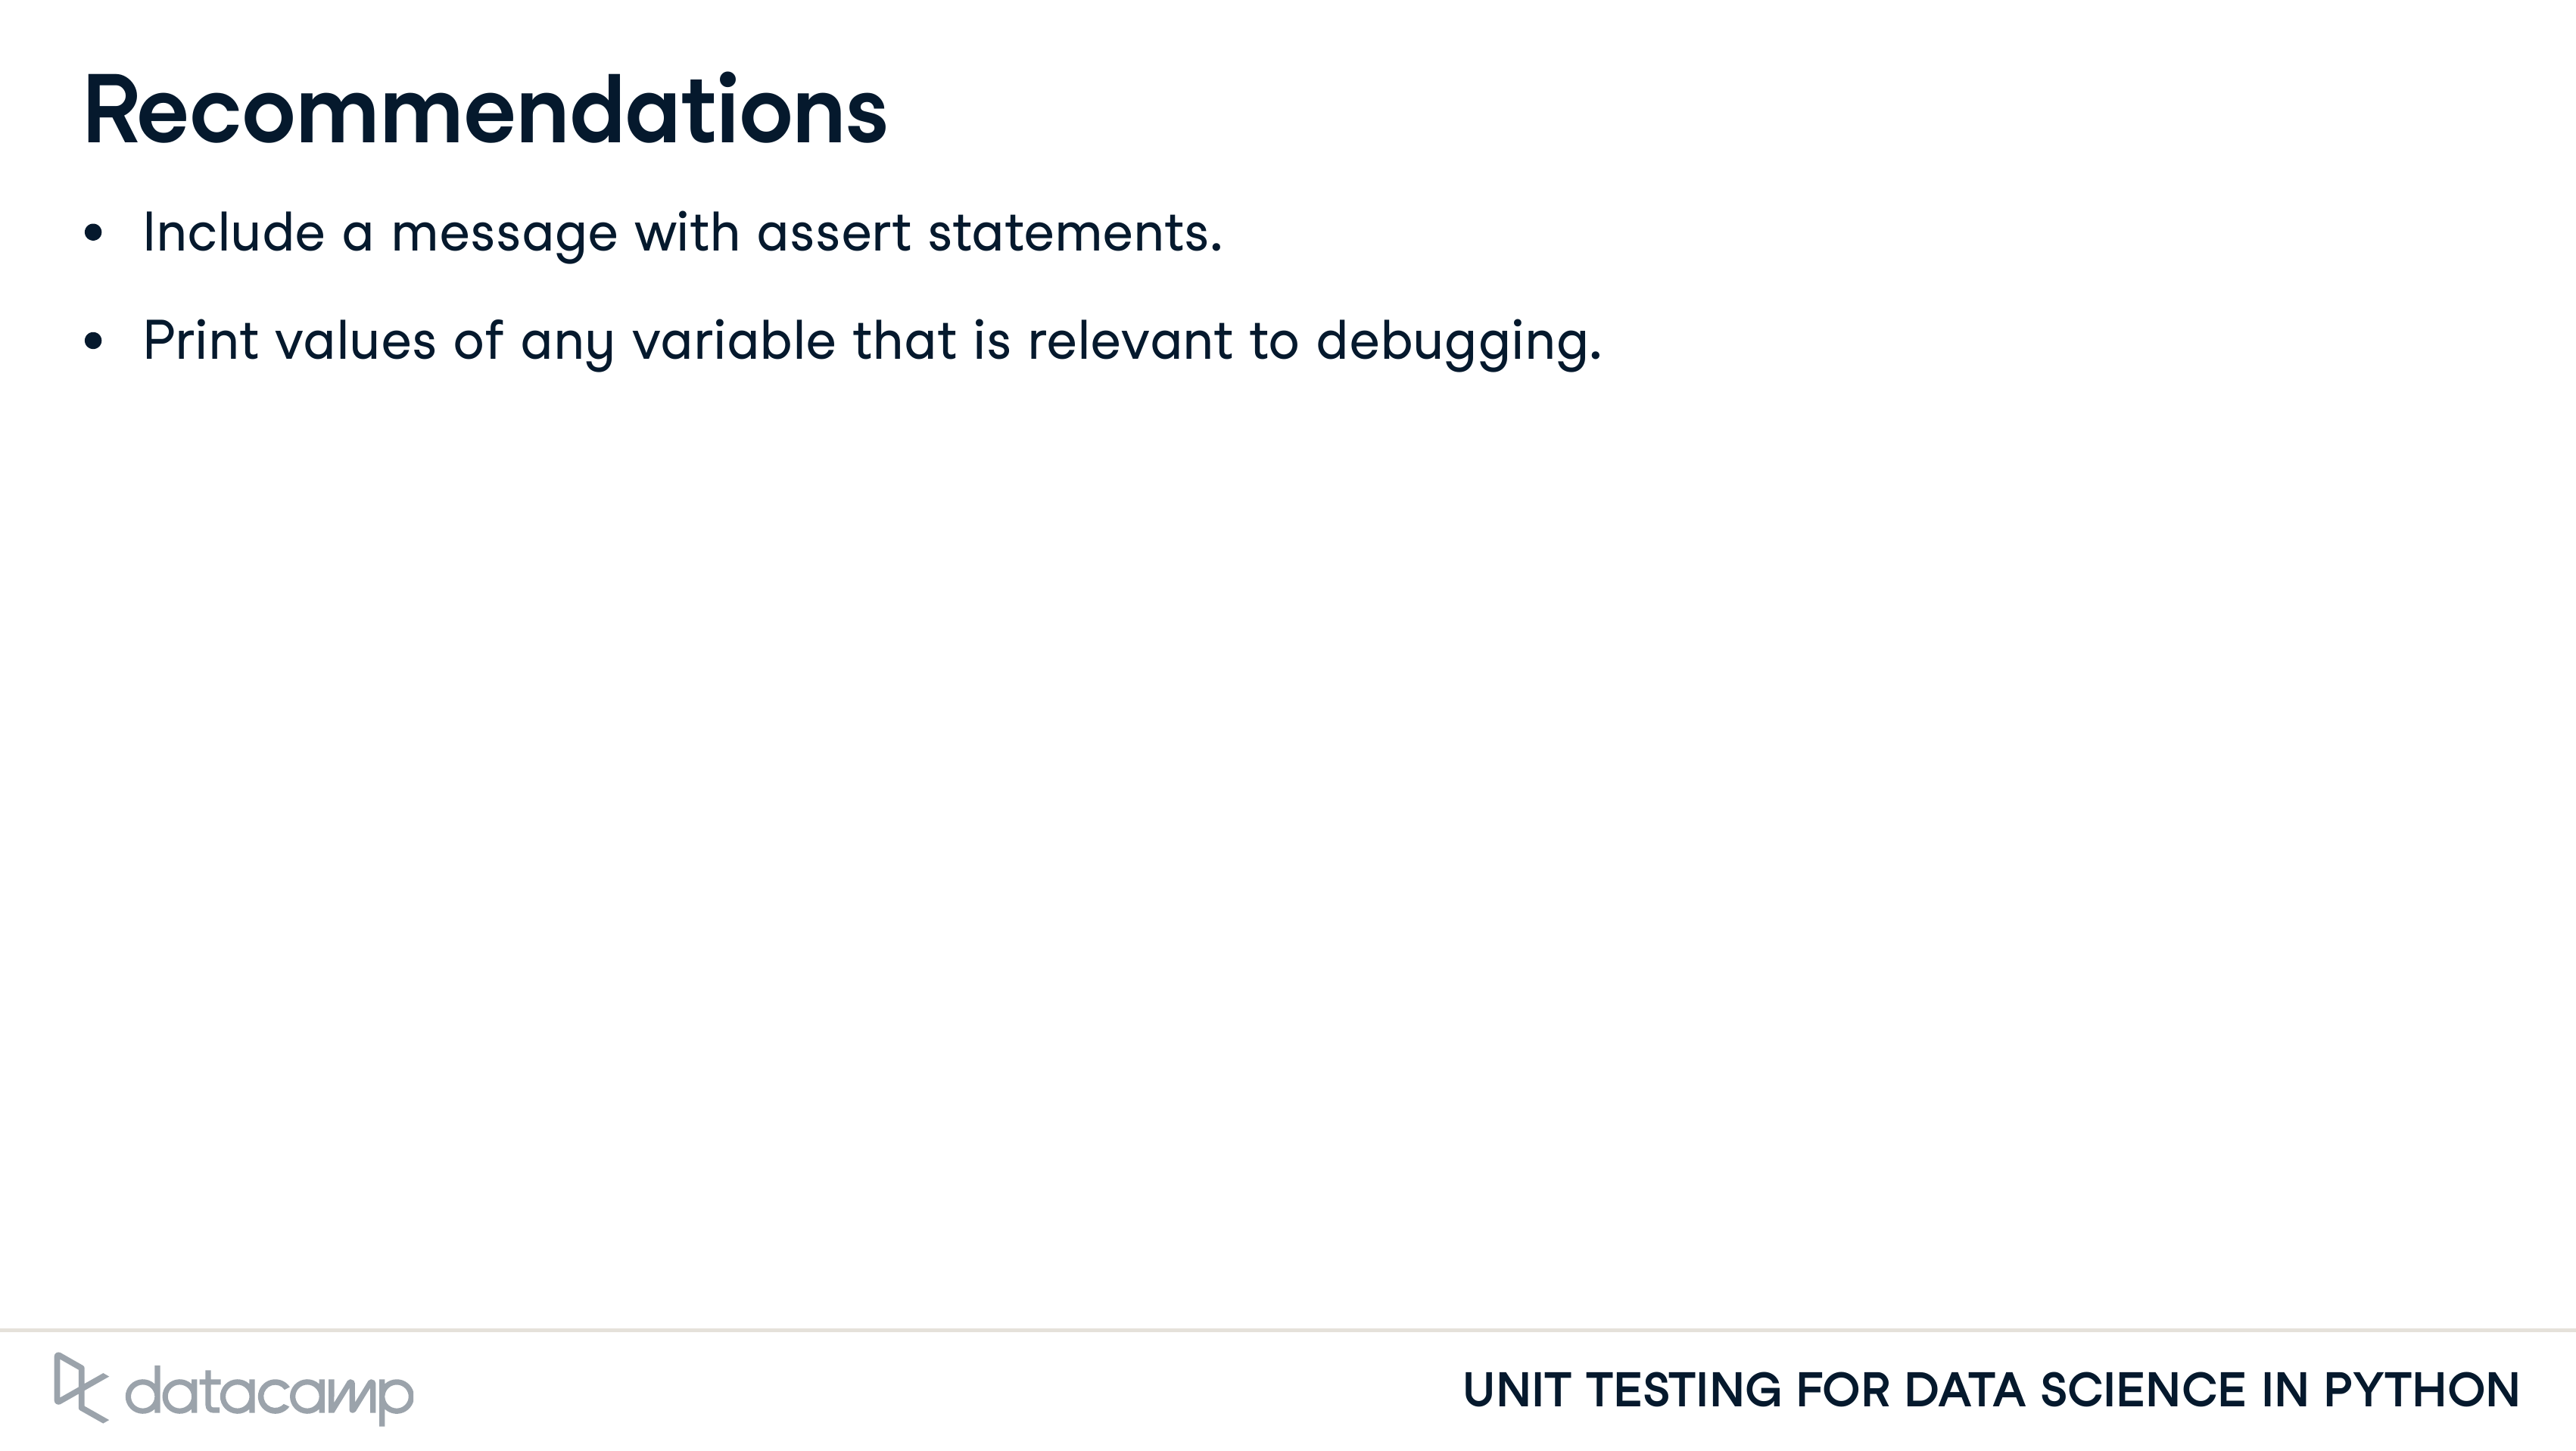 Recommendations
• Include a message with assert statements.
• Print values of any variable that is relevant to debugging.
datacamp
UNIT TESTING FOR DATA SCIENCE IN PYTHON